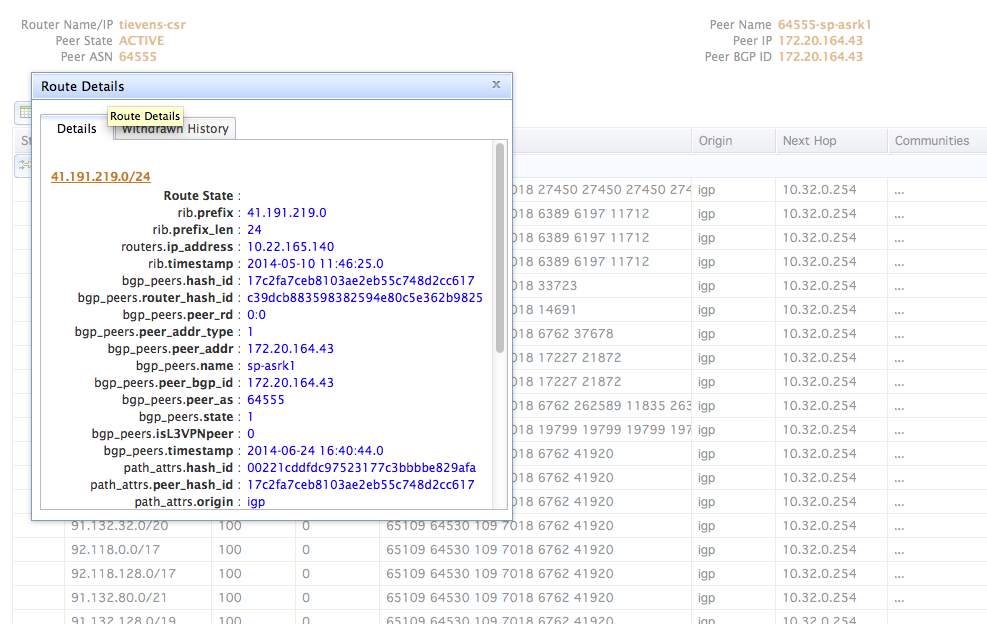 Router Name/IP tievens-csr
Peer State ACTIVE
Peer ASN 64555
Peer Name 64555-sp-asrk1
Peer IP 172.20.164.43
Peer BGP ID 172.20.164.43
Route Details x
Route Details
Details Withdrawn History
41.191.219.0/24
Route State :
rib.prefix : 41.191.219.0
rib.prefix_len : 24
routers.ip_address : 10.22.165.140
rib.timestamp : 2014-05-10 11:46:25.0
bgp_peers.hash_id : 17c2fa7ceb8103ae2eb55c748d2cc617
bgp_peers.router_hash_id : c39dcb883598382594e80c5e362b9825
bgp_peers.peer_rd : 0:0
bgp_peers.peer_addr_type : 1
bgp_peers.peer_addr : 172.20.164.43
bgp_peers.name : sp-asrk1
bgp_peers.peer_bgp_id : 172.20.164.43
bgp_peers.peer_as : 64555
bgp_peers.state : 1
bgp_peers.isL3VPNpeer : 0
bgp_peers.timestamp : 2014-06-24 16:40:44.0
path_attrs.hash_id : 00221cddfdc97523177c3bbbbe829afa
path_attrs.peer_hash_id : 17c2fa7ceb8103ae2eb55c748d2cc617
path_attrs.origin : igp
Origin Next Hop Communities
018 27450 27450 27450 274 igp 10.32.0.254 ...
018 6389 6197 11712 igp 10.32.0.254 ...
018 6389 6197 11712 igp 10.32.0.254 ...
018 6389 6197 11712 igp 10.32.0.254 ...
018 33723 igp 10.32.0.254 ...
018 14691 igp 10.32.0.254 ...
018 6762 37678 igp 10.32.0.254 ...
018 17227 21872 igp 10.32.0.254 ...
018 17227 21872 igp 10.32.0.254 ...
018 6762 262589 11835 263 igp 10.32.0.254 ...
018 19799 19799 19799 197 igp 10.32.0.254 ...
018 6762 41920 igp 10.32.0.254 ...
018 6762 41920 igp 10.32.0.254 ...
018 6762 41920 igp 10.32.0.254 ...
91.132.32.0/20 100 0 65109 64530 109 7018 6762 41920 igp 10.32.0.254 ...
92.118.0.0/17 100 0 65109 64530 109 7018 6762 41920 igp 10.32.0.254 ...
92.118.128.0/17 100 0 65109 64530 109 7018 6762 41920 igp 10.32.0.254 ...
91.132.80.0/21 100 0 65109 64530 109 7018 6762 41920 igp 10.32.0.254 ...
91.132.128.0/19 100 0 65109 64530 109 7018 6762 41920 igp 10.32.0.254 ...